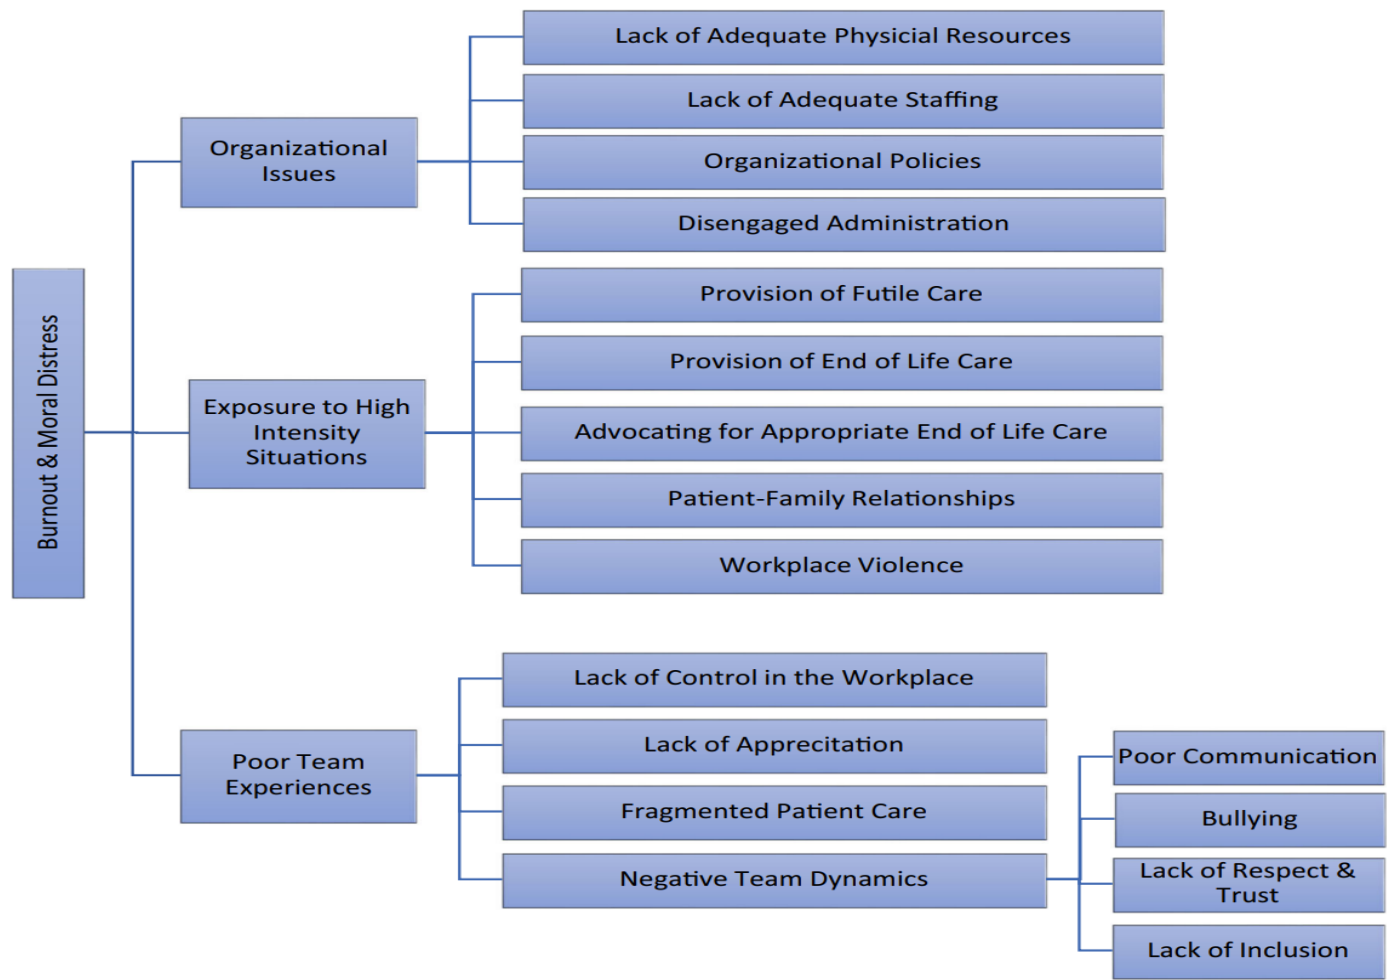 Burnout & Moral Distress
Organizational
Issues
Lack of Adequate Physicial Resources
Lack of Adequate Staffing
Organizational Policies
Disengaged Administration
Exposure to High
Intensity
Situations
Provision of Futile Care
Provision of End of Life Care
Advocating for Appropriate End of Life Care
Patient-Family Relationships
Workplace Violence
Poor Team
Experiences
Lack of Control in the Workplace
Lack of Apprecitation
Fragmented Patient Care
Negative Team Dynamics
Poor Communication
Bullying
Lack of Respect &
Trust
Lack of Inclusion